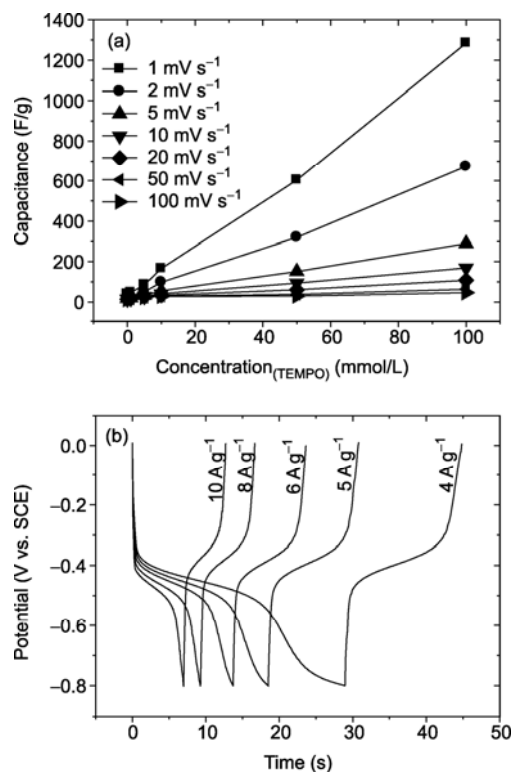 (a)
1 mV s⁻¹
2 mV s⁻¹
5 mV s⁻¹
10 mV s⁻¹
20 mV s⁻¹
50 mV s⁻¹
100 mV s⁻¹
Capacitance (F/g)
1400
1200
1000
800
600
400
200
0
0 20 40 60 80 100
Concentration(TEMPO) (mmol/L)
(b)
10 A g⁻¹
8 A g⁻¹
6 A g⁻¹
5 A g⁻¹
4 A g⁻¹
Potential (V vs. SCE)
0.0
−0.2
−0.4
−0.6
−0.8
0 10 20 30 40 50
Time (s)